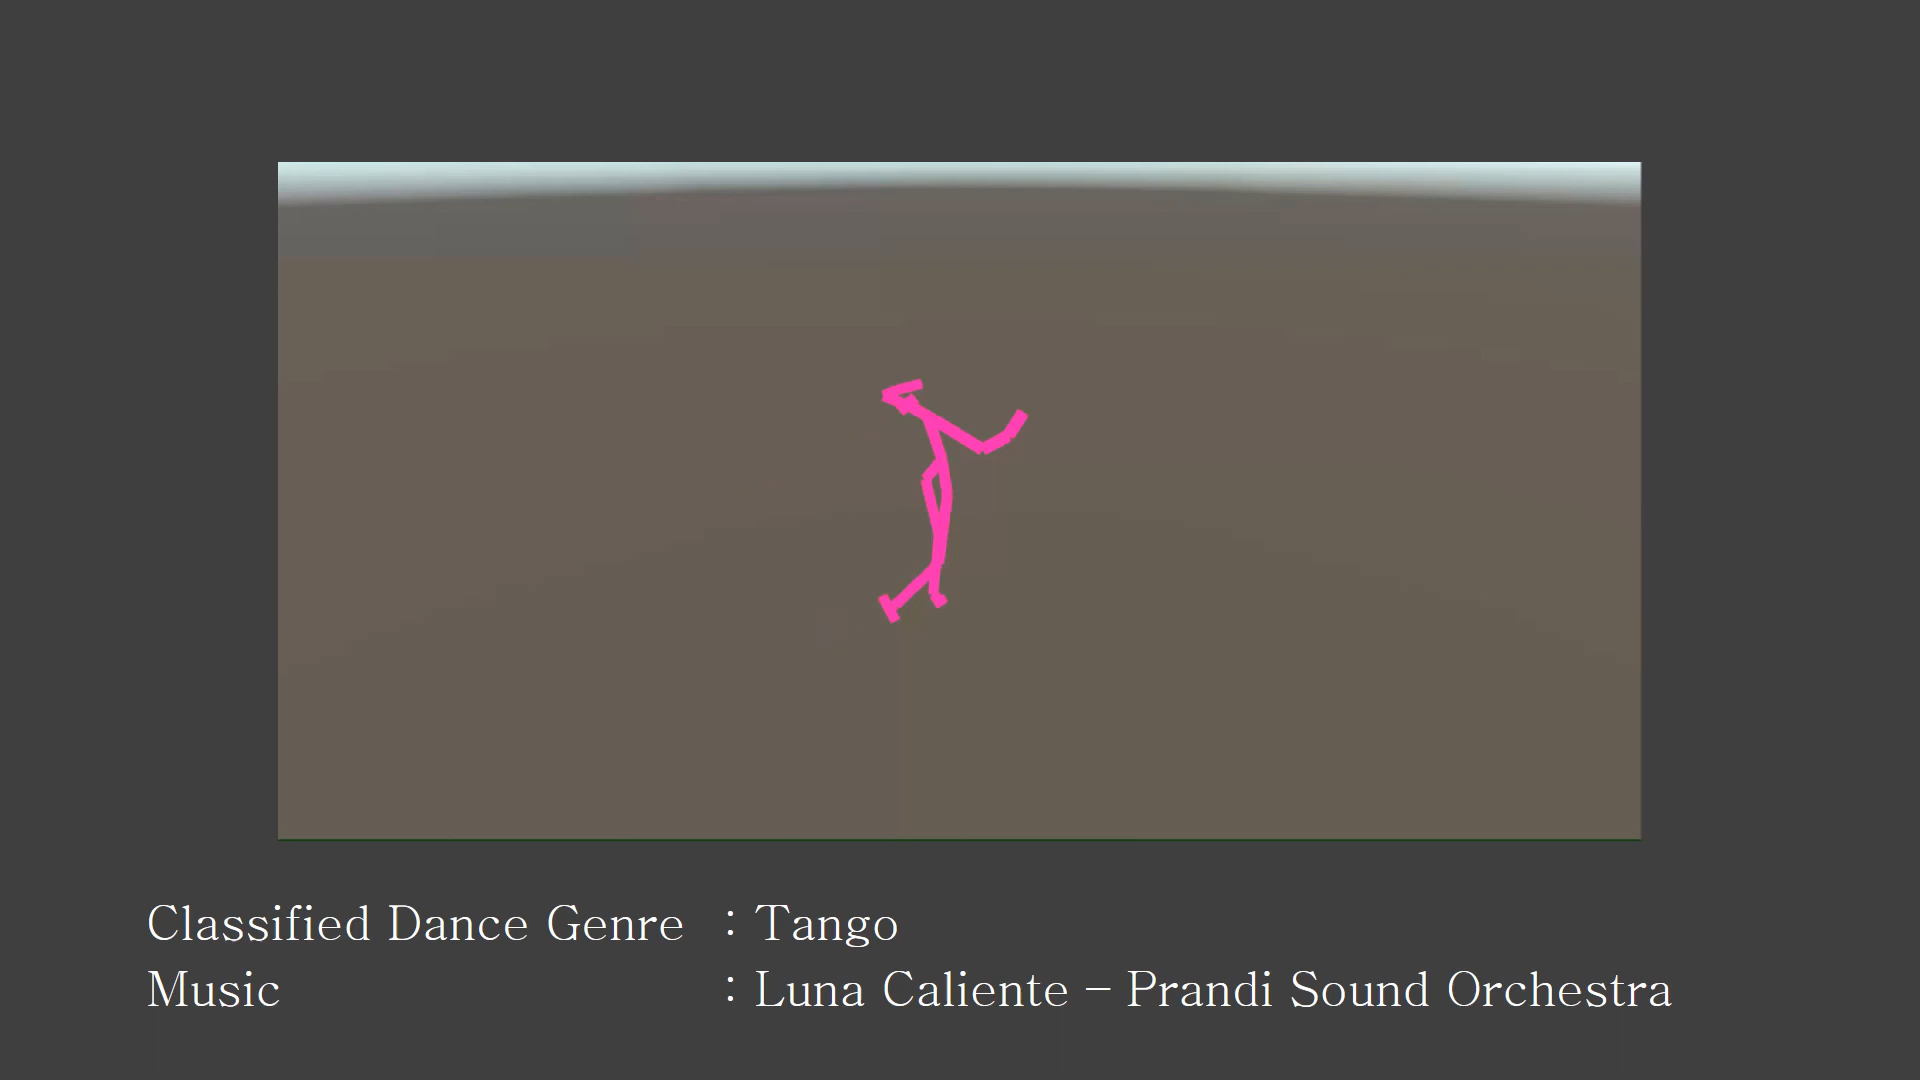 Classified Dance Genre : Tango
Music : Luna Caliente - Prandi Sound Orchestra